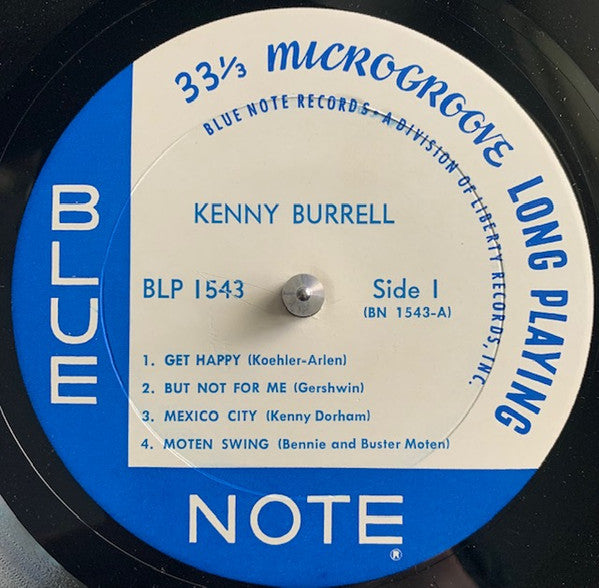 33⅓ MICROGROOVE LONG PLAYING
BLUE NOTE RECORDS · A DIVISION OF LIBERTY RECORDS, INC.
KENNY BURRELL
BLP 1543
Side 1
(BN 1543-A)
1. GET HAPPY (Koehler-Arlen)
2. BUT NOT FOR ME (Gershwin)
3. MEXICO CITY (Kenny Dorham)
4. MOTEN SWING (Bennie and Buster Moten)
BLUE
NOTE ®